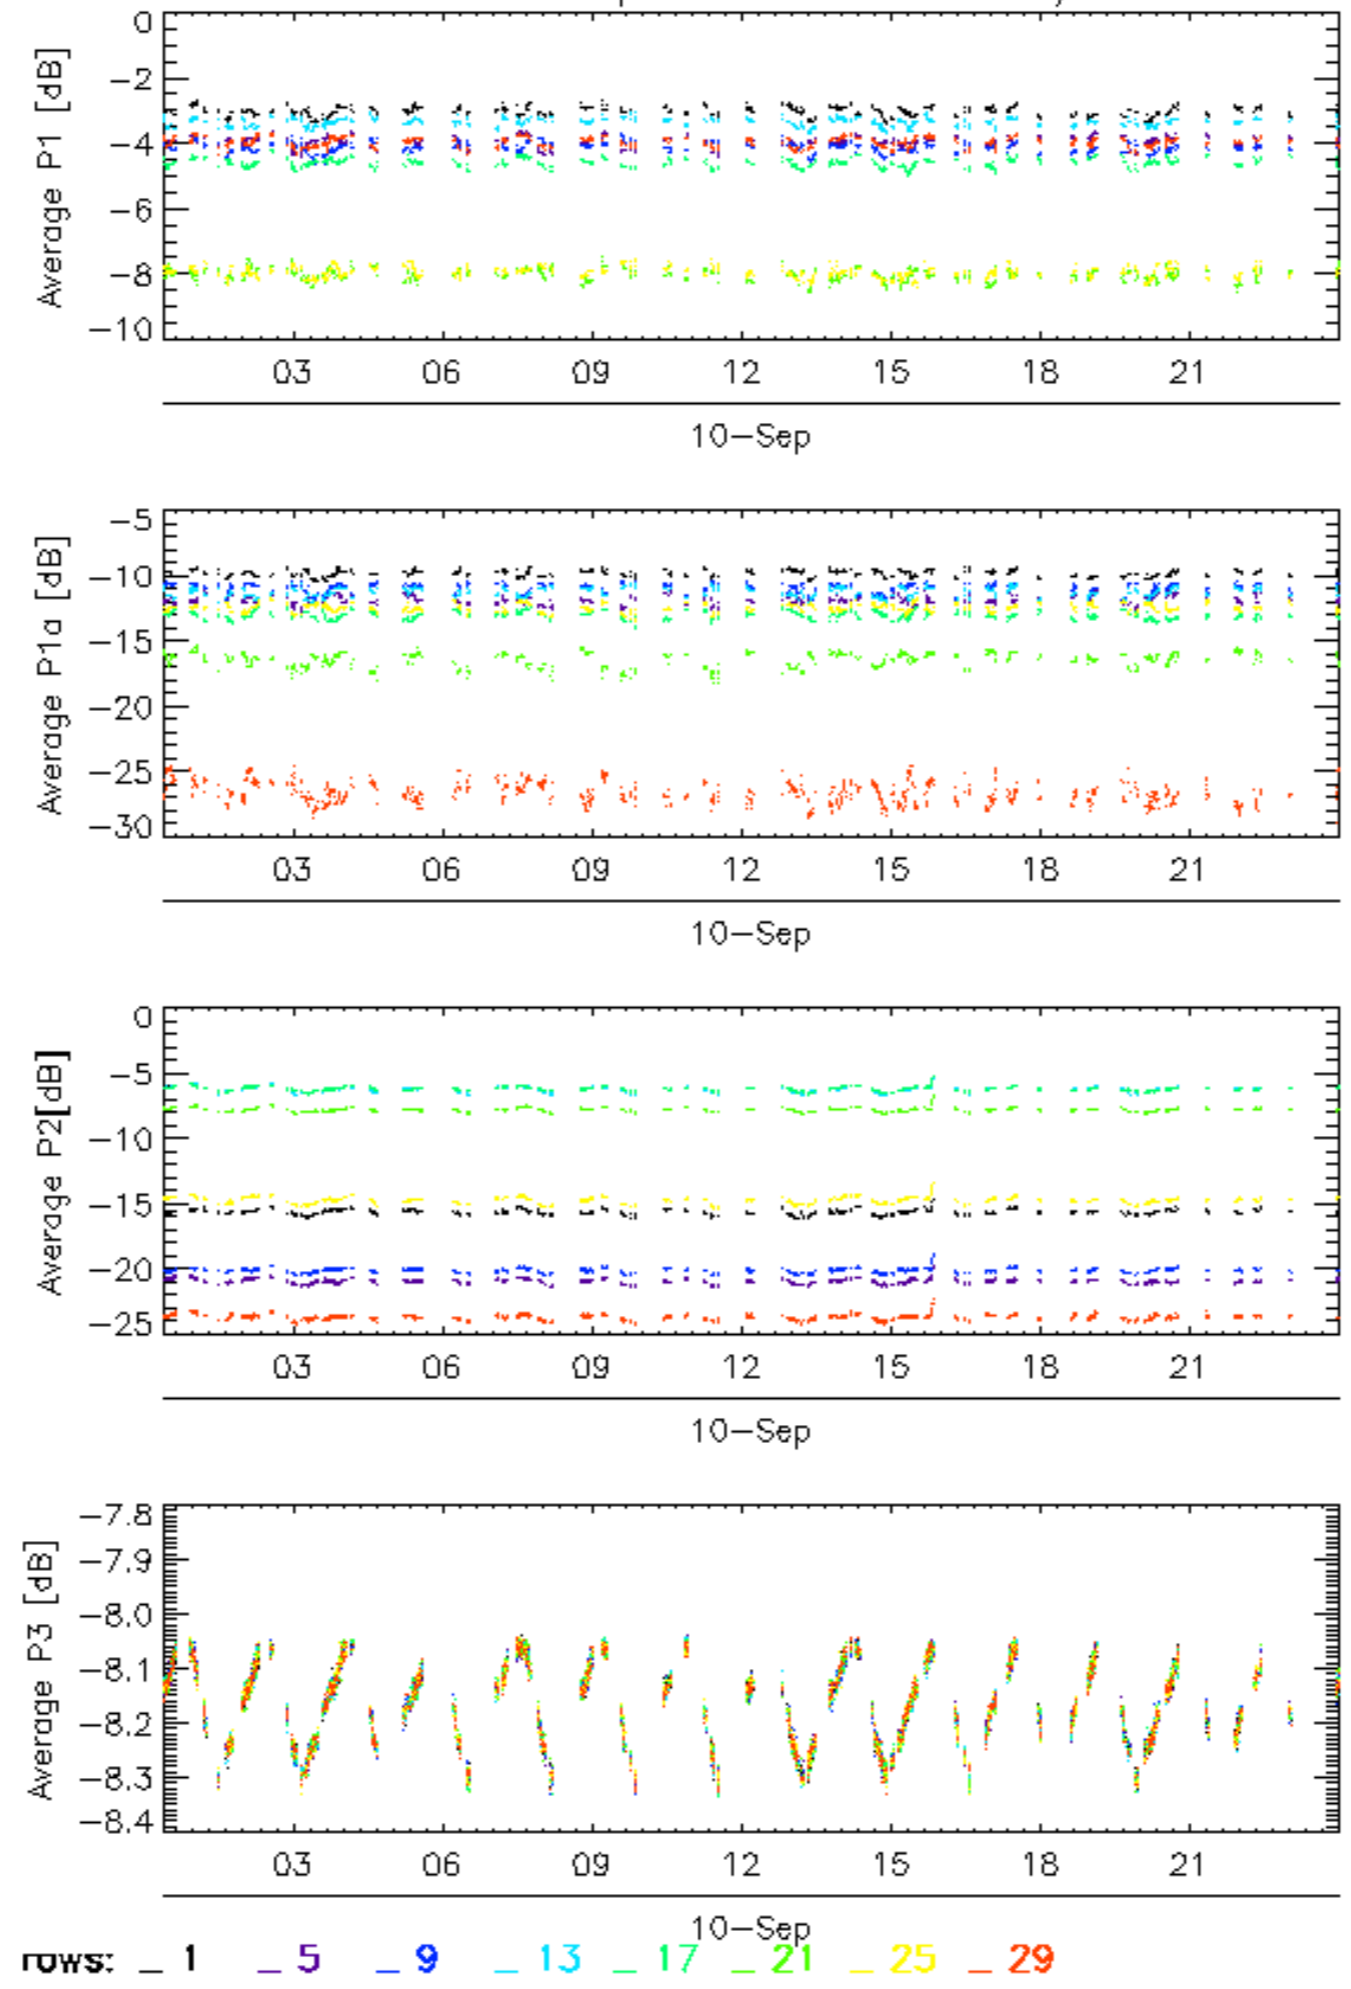 0
−2
−4
−6
−8
−10
Average P1 [dB]
03 06 09 12 15 18 21
10−Sep
−5
−10
−15
−20
−25
−30
Average P1a [dB]
03 06 09 12 15 18 21
10−Sep
0
−5
−10
−15
−20
−25
Average P2[dB]
03 06 09 12 15 18 21
10−Sep
−7.8
−7.9
−8.0
−8.1
−8.2
−8.3
−8.4
Average P3 [dB]
03 06 09 12 15 18 21
10−Sep
rows: _ 1 _ 5 _ 9 _ 13 _ 17 _ 21 _ 25 _ 29